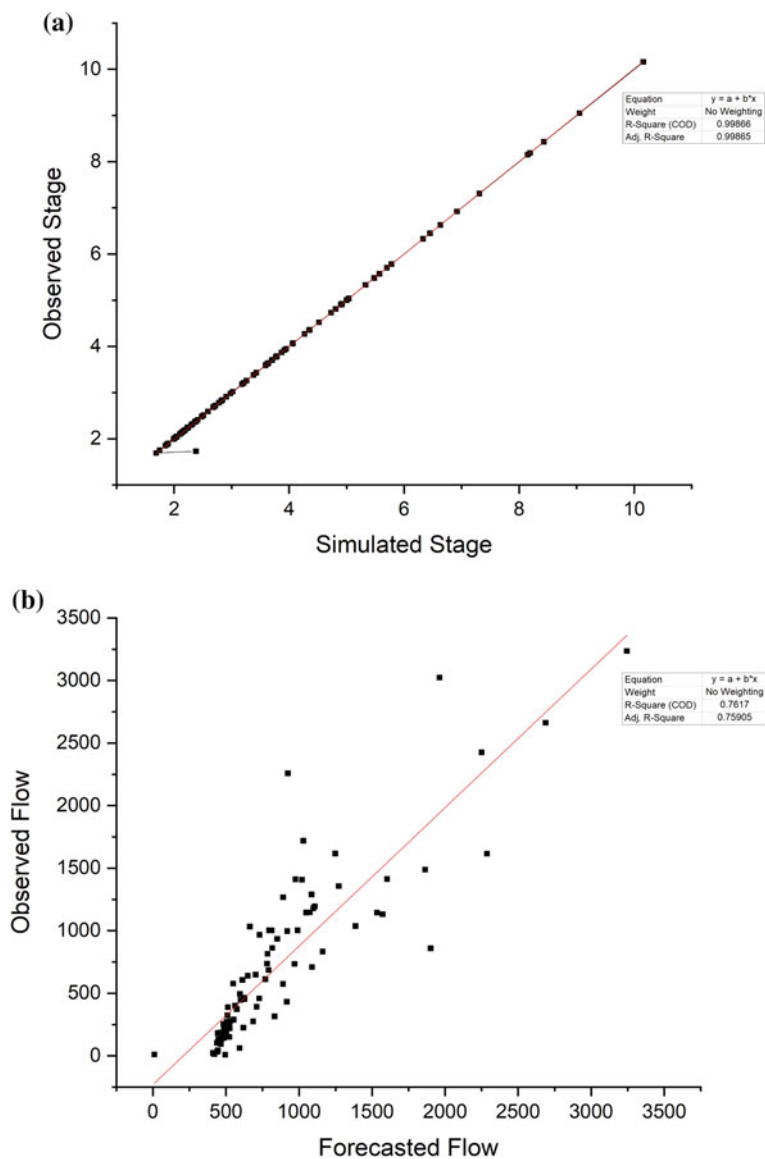 (a)
10
8
6
4
2
Observed Stage
2 4 6 8 10
Simulated Stage
Equation y = a + b*x
Weight No Weighting
R-Square (COD) 0.99866
Adj. R-Square 0.99865
(b)
3500
3000
2500
2000
1500
1000
500
0
Observed Flow
0 500 1000 1500 2000 2500 3000 3500
Forecasted Flow
Equation y = a + b*x
Weight No Weighting
R-Square (COD) 0.7617
Adj. R-Square 0.75905